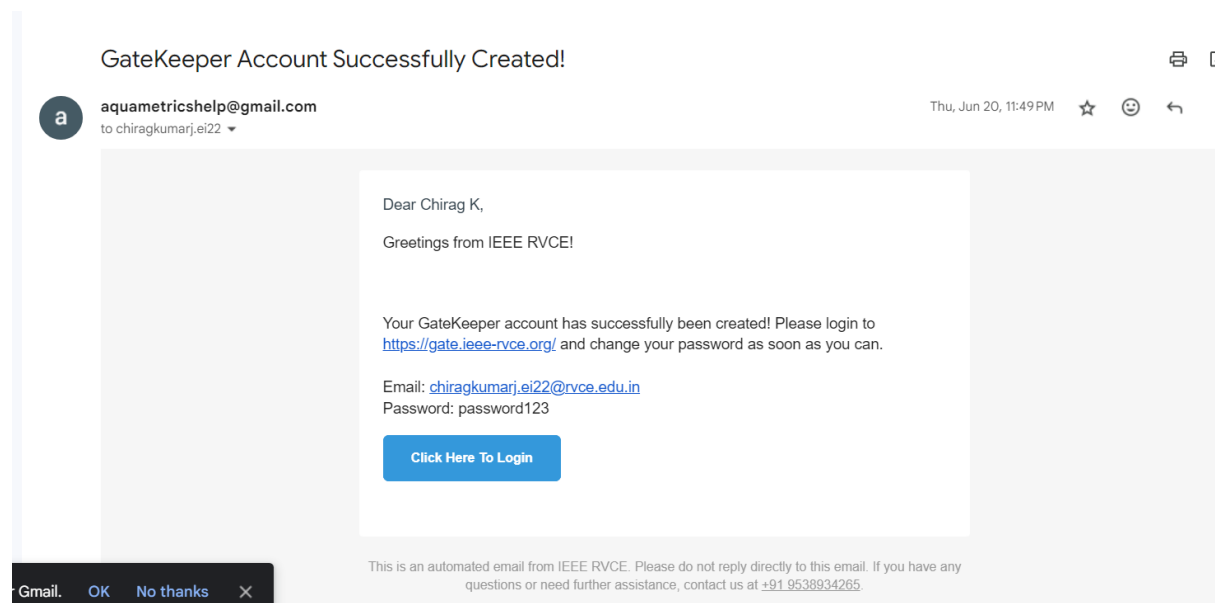 GateKeeper Account Successfully Created!
a
aquametricshelp@gmail.com
Thu, Jun 20, 11:49 PM
to chiragkumarj.ei22
Dear Chirag K,
Greetings from IEEE RVCE!
Your GateKeeper account has successfully been created! Please login to
https://gate.ieee-rvce.org/ and change your password as soon as you can.
Email: chiragkumarj.ei22@rvce.edu.in
Password: password123
Click Here To Login
This is an automated email from IEEE RVCE. Please do not reply directly to this email. If you have any
questions or need further assistance, contact us at +91 9538934265.
Gmail. OK No thanks